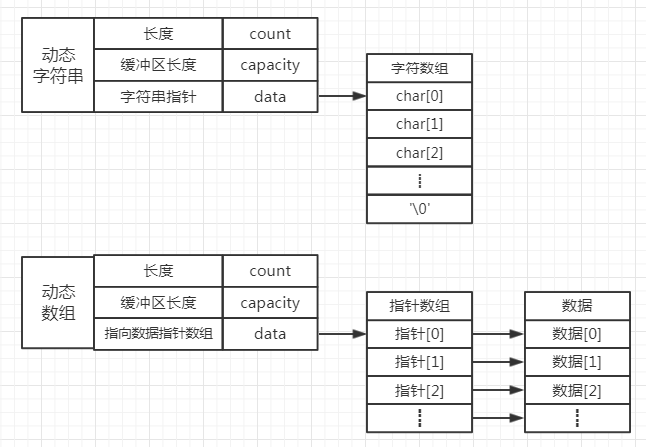 动态
字符串
长度 count
缓冲区长度 capacity
字符串指针 data
字符数组
char[0]
char[1]
char[2]
'\0'
动态
数组
长度 count
缓冲区长度 capacity
指向数据指针数组 data
指针数组 数据
指针[0] 数据[0]
指针[1] 数据[1]
指针[2] 数据[2]